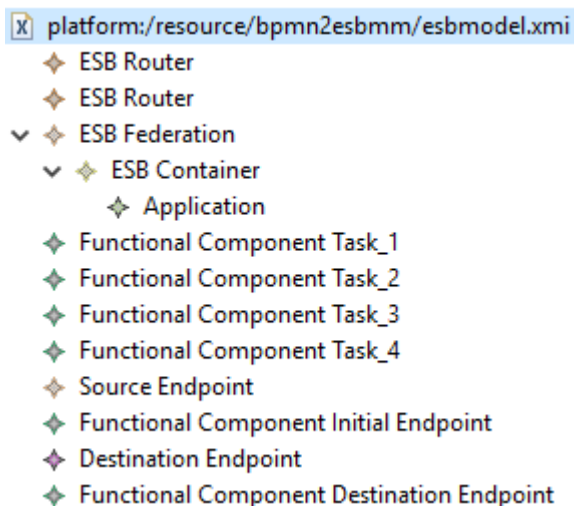 platform:/resource/bpmn2esbmm/esbmodel.xmi
ESB Router
ESB Router
ESB Federation
ESB Container
Application
Functional Component Task_1
Functional Component Task_2
Functional Component Task_3
Functional Component Task_4
Source Endpoint
Functional Component Initial Endpoint
Destination Endpoint
Functional Component Destination Endpoint